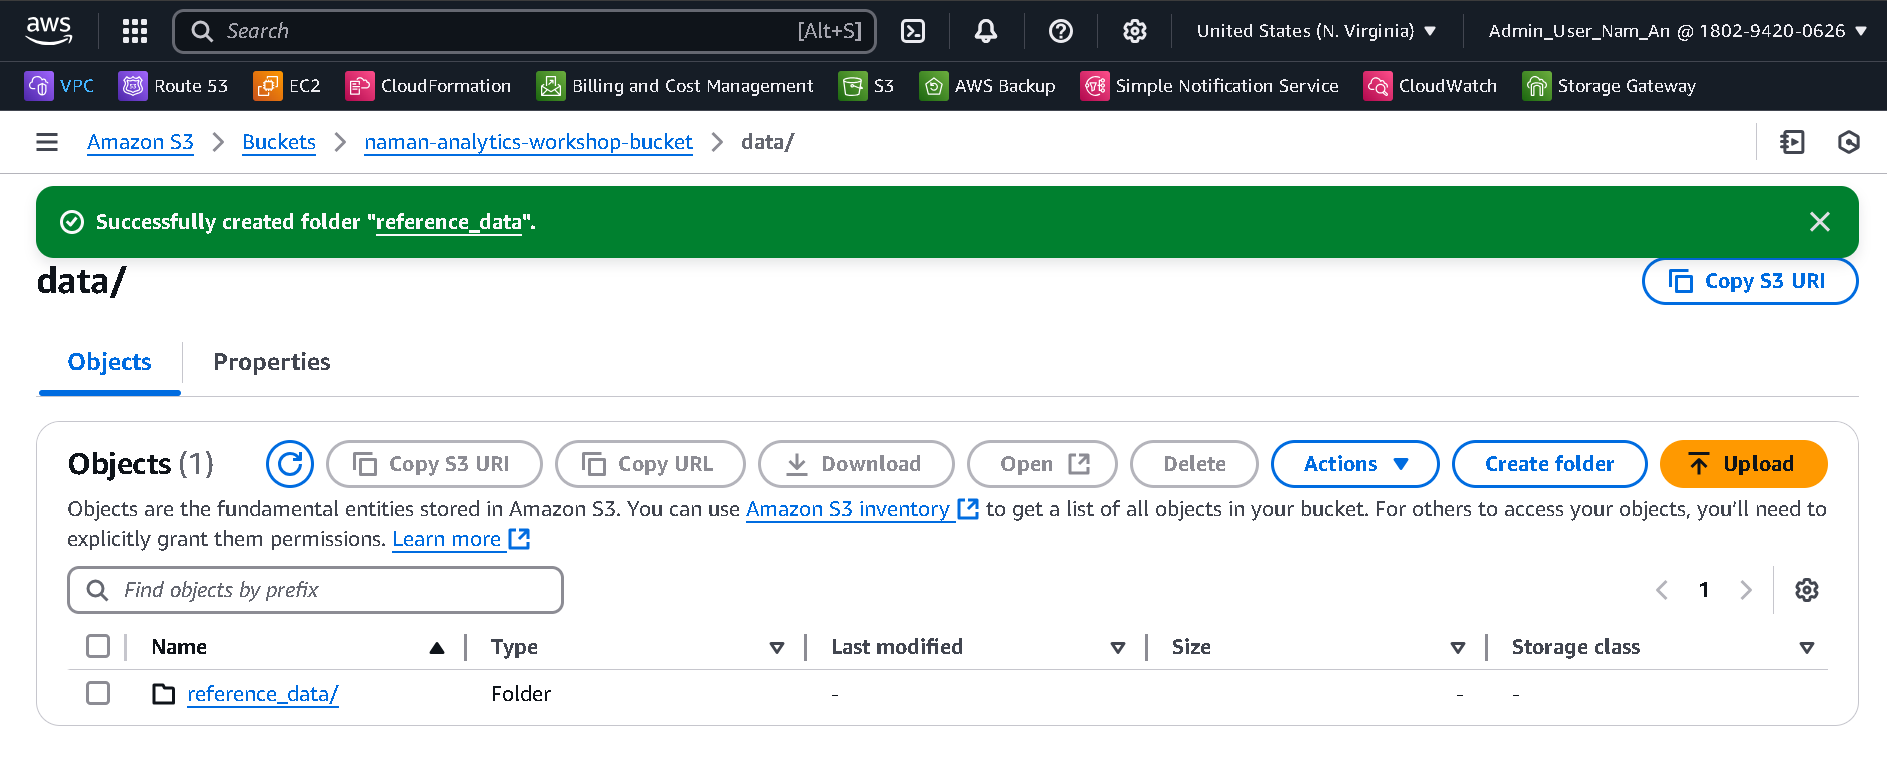 aws Search [Alt+S] United States (N. Virginia) Admin_User_Nam_An @ 1802-9420-0626
VPC Route 53 EC2 CloudFormation Billing and Cost Management S3 AWS Backup Simple Notification Service CloudWatch Storage Gateway
Amazon S3 Buckets naman-analytics-workshop-bucket data/
Successfully created folder "reference_data".
data/ Copy S3 URI
Objects Properties
Objects (1) Copy S3 URI Copy URL Download Open Delete Actions Create folder Upload
Objects are the fundamental entities stored in Amazon S3. You can use Amazon S3 inventory to get a list of all objects in your bucket. For others to access your objects, you'll need to
explicitly grant them permissions. Learn more
Find objects by prefix 1
Name Type Last modified Size Storage class
reference_data/ Folder - - -